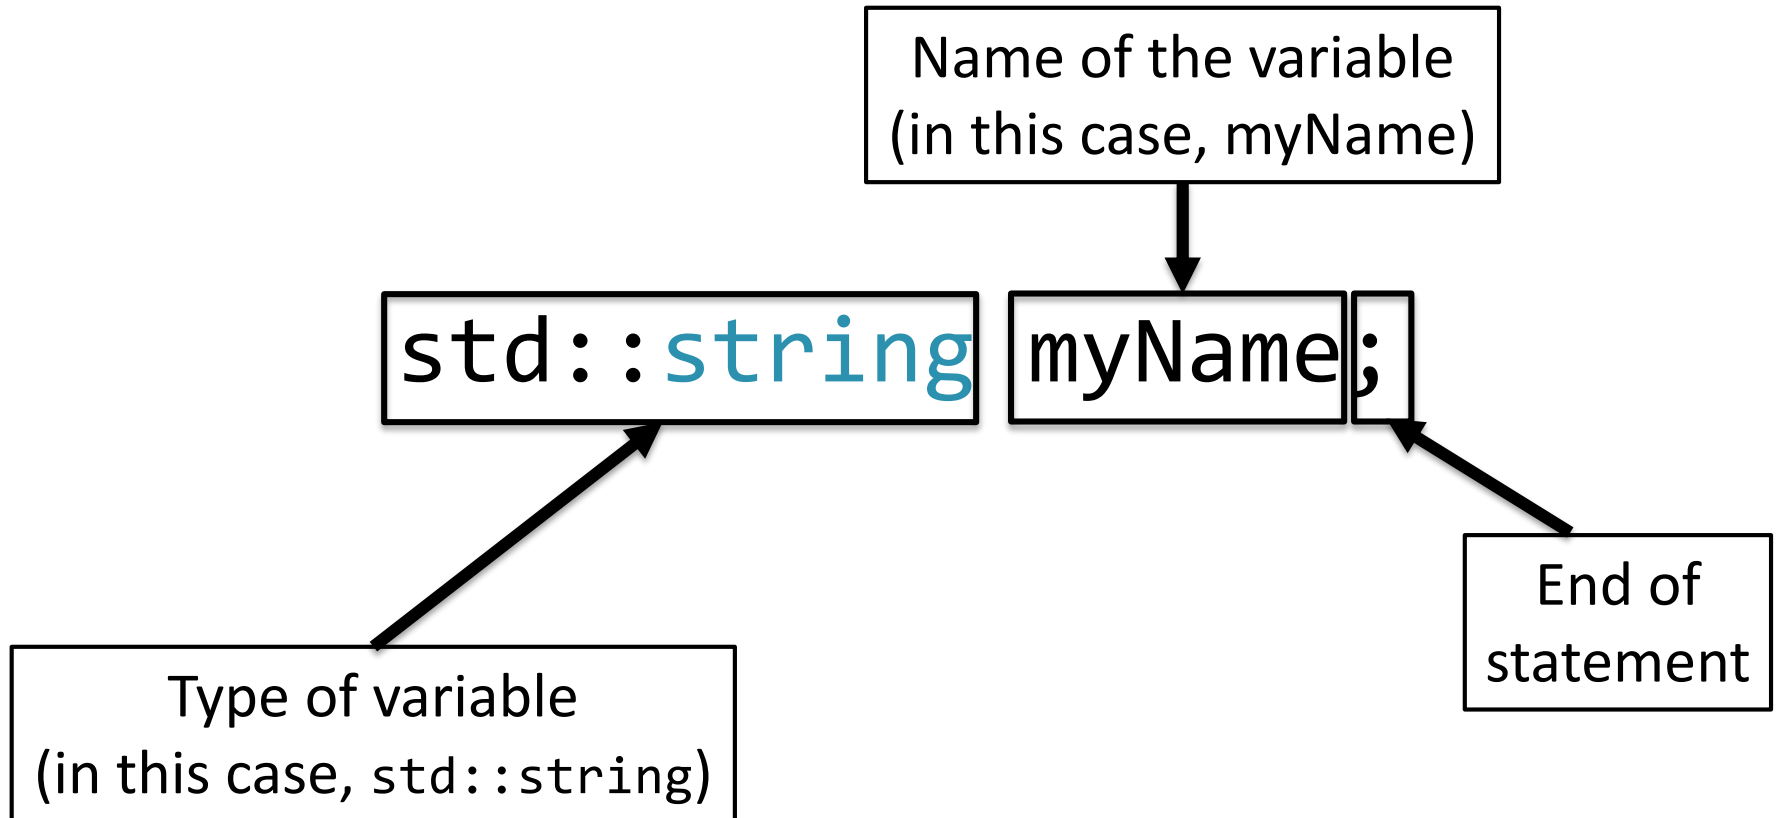 Name of the variable
(in this case, myName)
std::string myName;
End of
statement
Type of variable
(in this case, std::string)